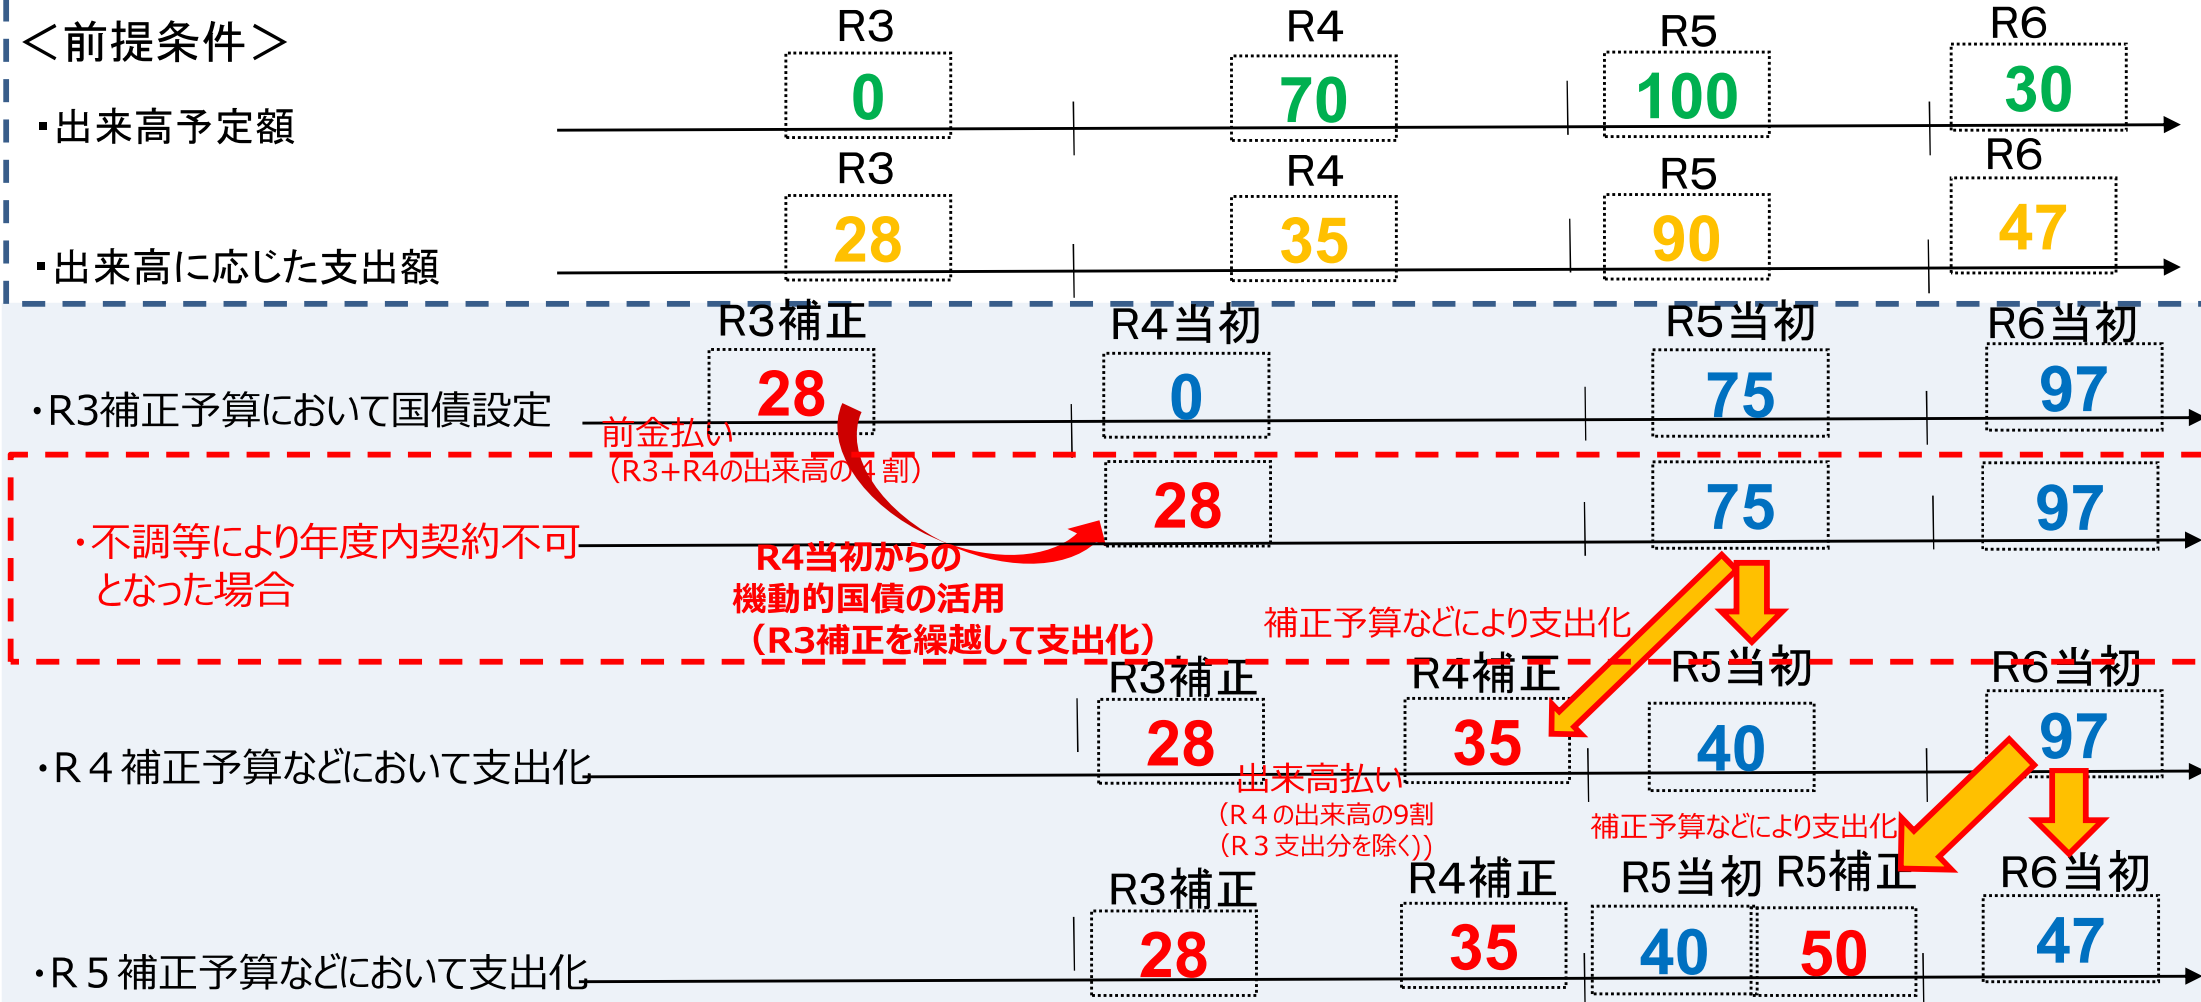 ＜前提条件＞
R3 R4 R5 R6
・出来高予定額 0 70 100 30
R3 R4 R5 R6
・出来高に応じた支出額 28 35 90 47
R3補正 R4当初 R5当初 R6当初
・R3補正予算において国債設定 28 0 75 97
前金払い
（R3+R4の出来高の４割）
28 75 97
・不調等により年度内契約不可
となった場合
R4当初からの
機動的国債の活用
（R3補正を繰越して支出化）
補正予算などにより支出化
R3補正 R4補正 R5当初 R6当初
・R４補正予算などにおいて支出化 28 35 40 97
出来高払い
（R４の出来高の9割
（R３支出分を除く））
補正予算などにより支出化
R3補正 R4補正 R5当初 R5補正 R6当初
・R５補正予算などにおいて支出化 28 35 40 50 47